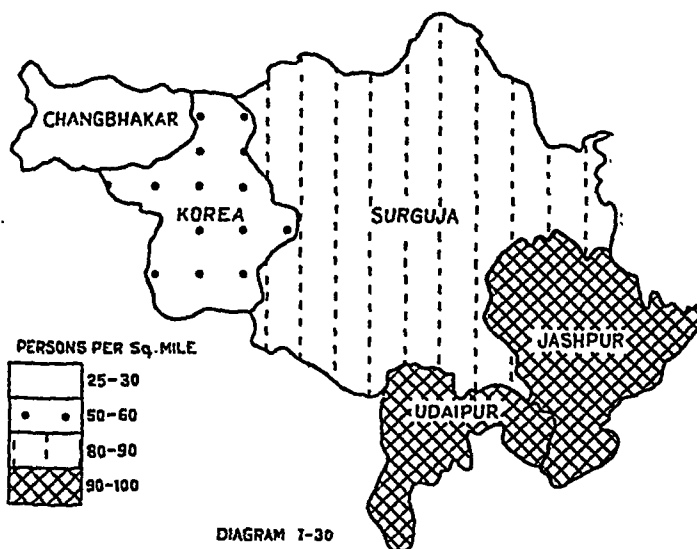 CHANGBHAKAR
KOREA
SURGUJA
JASHPUR
UDAIPUR
PERSONS PER Sq. MILE
25-30
50-60
80-90
90-100
DIAGRAM I-30